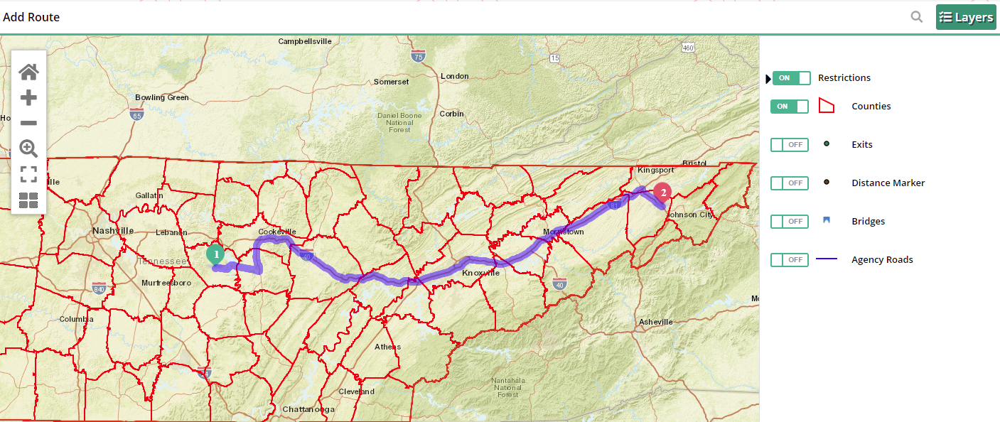 Add Route
Layers
Campbellsville
75
15
460
London
Somerset
Bowling Green
65
Daniel Boone
National
Forest
Corbin
Ho
ON Restrictions
ON Counties
OFF Exits
OFF Distance Marker
OFF Bridges
OFF Agency Roads
Bristol
Kingsport
ille
Gallatin
2
81
Johnson City
Nashville
Lebanon
Cookeville
Morristown
1
40
Tennessee
Knoxville
Murfreesboro
840
40
Mo
Columbia
Asheville
Athens
Nantahala
National
Forest
Cleveland
Chattanooga